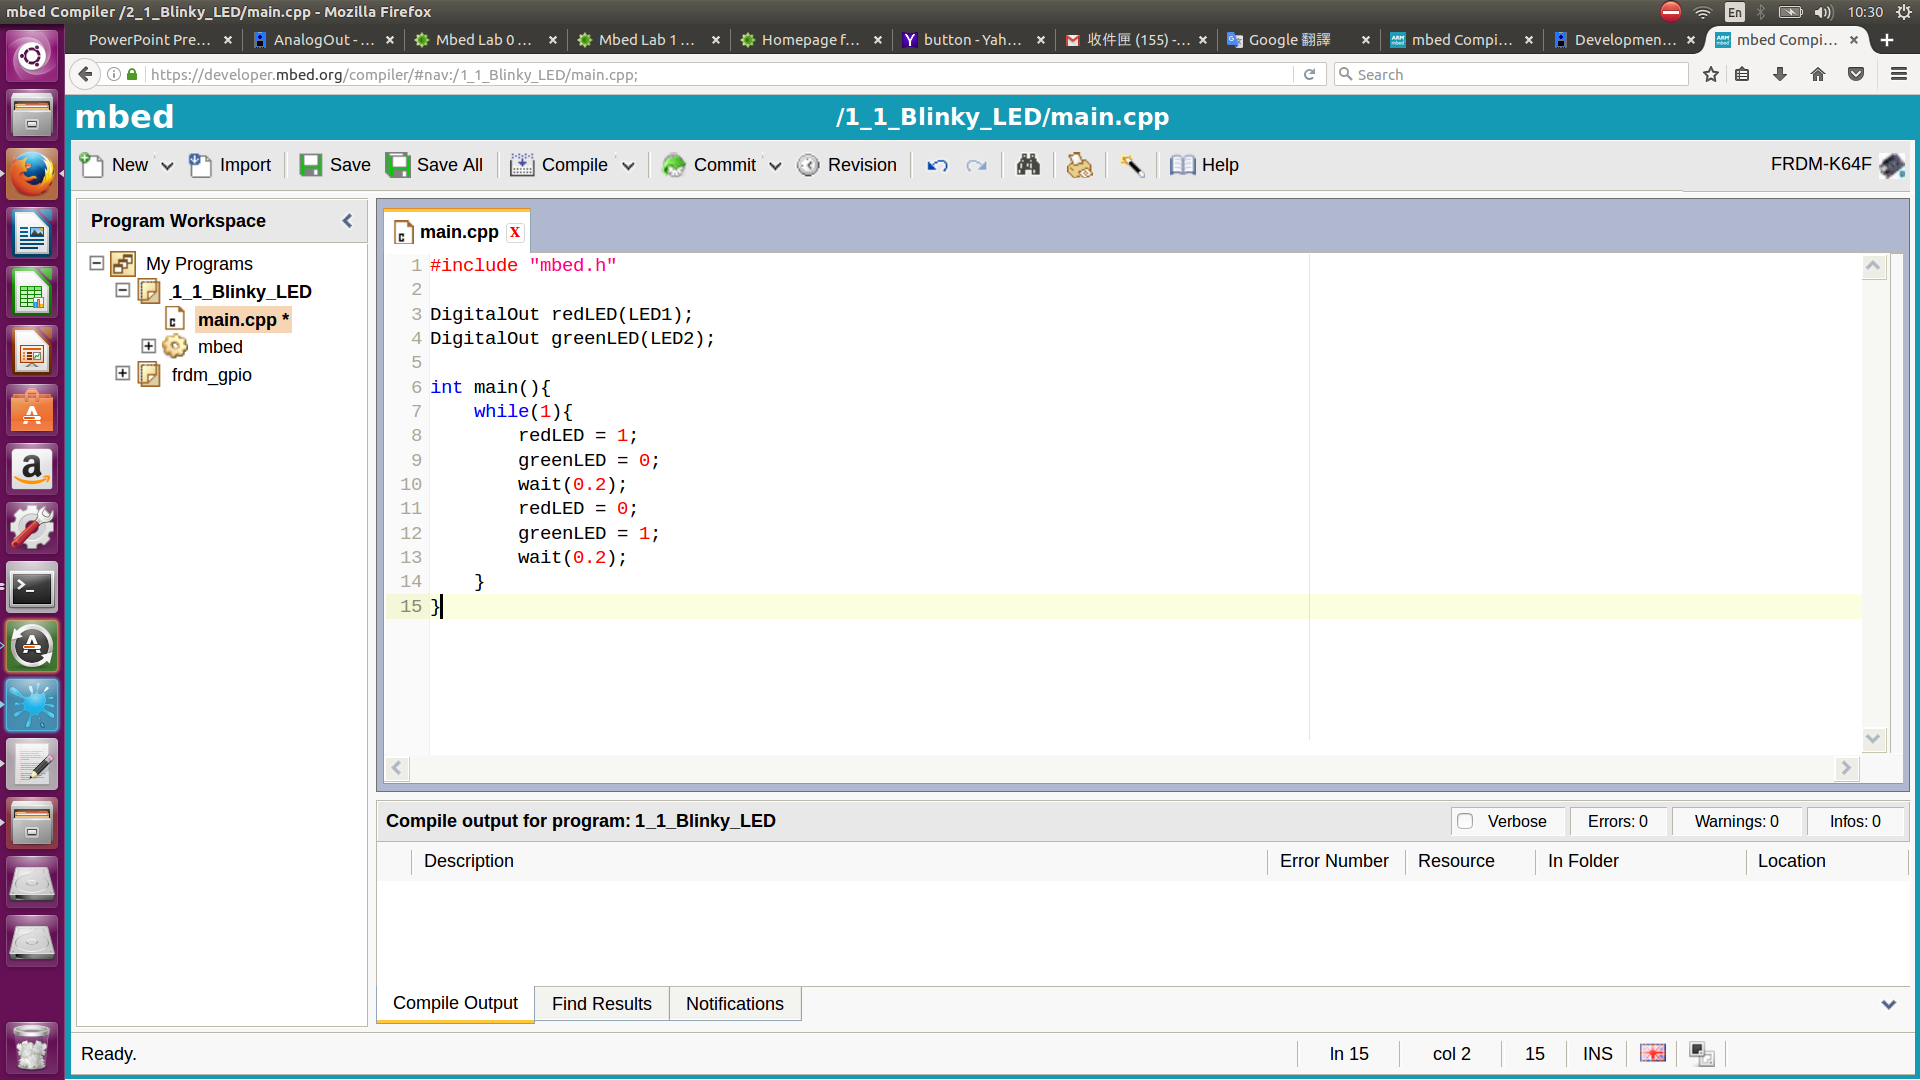 mbed Compiler /2_1_Blinky_LED/main.cpp - Mozilla Firefox
En
10:30
PowerPoint Pre...
AnalogOut - ...
Mbed Lab 0 ...
Mbed Lab 1 ...
Homepage f...
button - Yah...
收件匣 (155) -...
Google 翻譯
mbed Compi...
Developmen...
mbed Compi...
https://developer.mbed.org/compiler/#nav:/1_1_Blinky_LED/main.cpp;
Search
mbed
/1_1_Blinky_LED/main.cpp
New
Import
Save
Save All
Compile
Commit
Revision
Help
FRDM-K64F
Program Workspace
My Programs
1_1_Blinky_LED
main.cpp *
mbed
frdm_gpio
main.cpp
x
1 #include "mbed.h"
2
3 DigitalOut redLED(LED1);
4 DigitalOut greenLED(LED2);
5
6 int main(){
7     while(1){
8         redLED = 1;
9         greenLED = 0;
10         wait(0.2);
11         redLED = 0;
12         greenLED = 1;
13         wait(0.2);
14     }
15 }
Compile output for program: 1_1_Blinky_LED
Verbose
Errors: 0
Warnings: 0
Infos: 0
Description
Error Number
Resource
In Folder
Location
Compile Output
Find Results
Notifications
Ready.
ln 15
col 2
15
INS